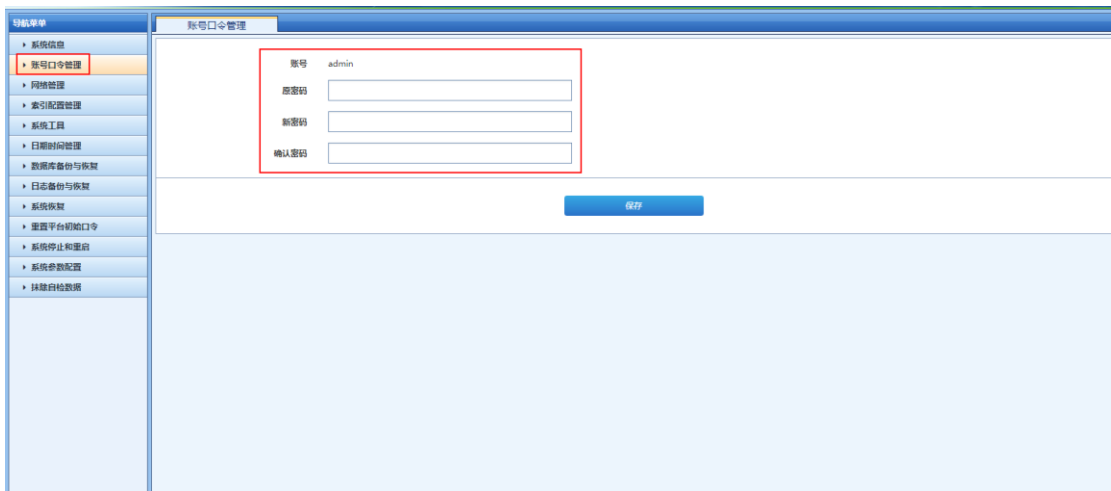 导航菜单
系统信息
账号口令管理
网络管理
索引配置管理
系统工具
日期时间管理
数据库备份与恢复
日志备份与恢复
系统恢复
重置平台初始口令
系统停止和重启
系统参数配置
抹除自检数据
账号口令管理
账号 admin
原密码
新密码
确认密码
保存